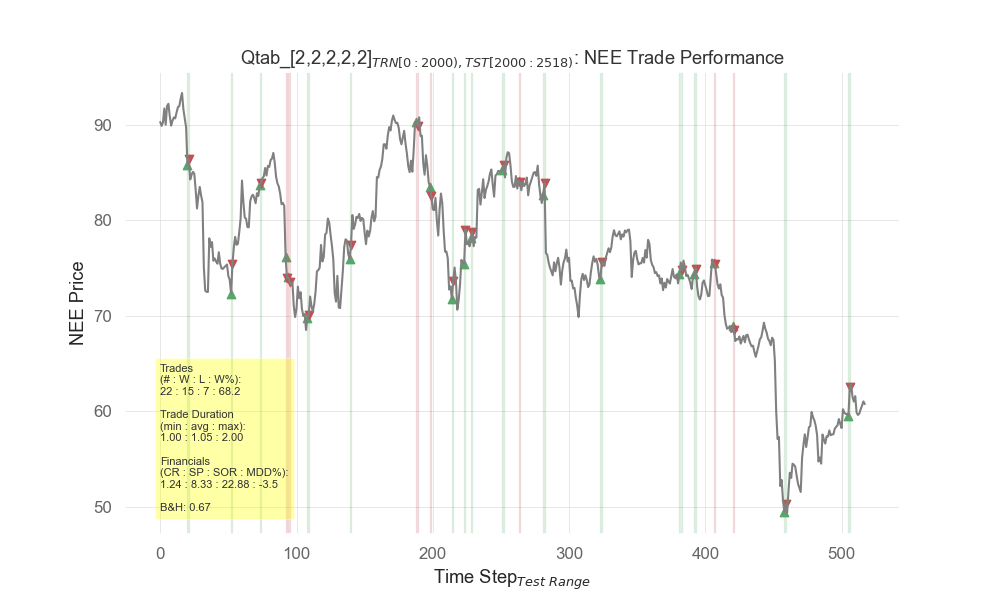 Qtab_[2,2,2,2,2]TRN[0 : 2000), TST[2000 : 2518): NEE Trade Performance
NEE Price
90
80
70
60
50
Trades
(# : W : L : W%):
22 : 15 : 7 : 68.2
Trade Duration
(min : avg : max):
1.00 : 1.05 : 2.00
Financials
(CR : SP : SOR : MDD%):
1.24 : 8.33 : 22.88 : -3.5
B&H: 0.67
0 100 200 300 400 500
Time StepTest Range